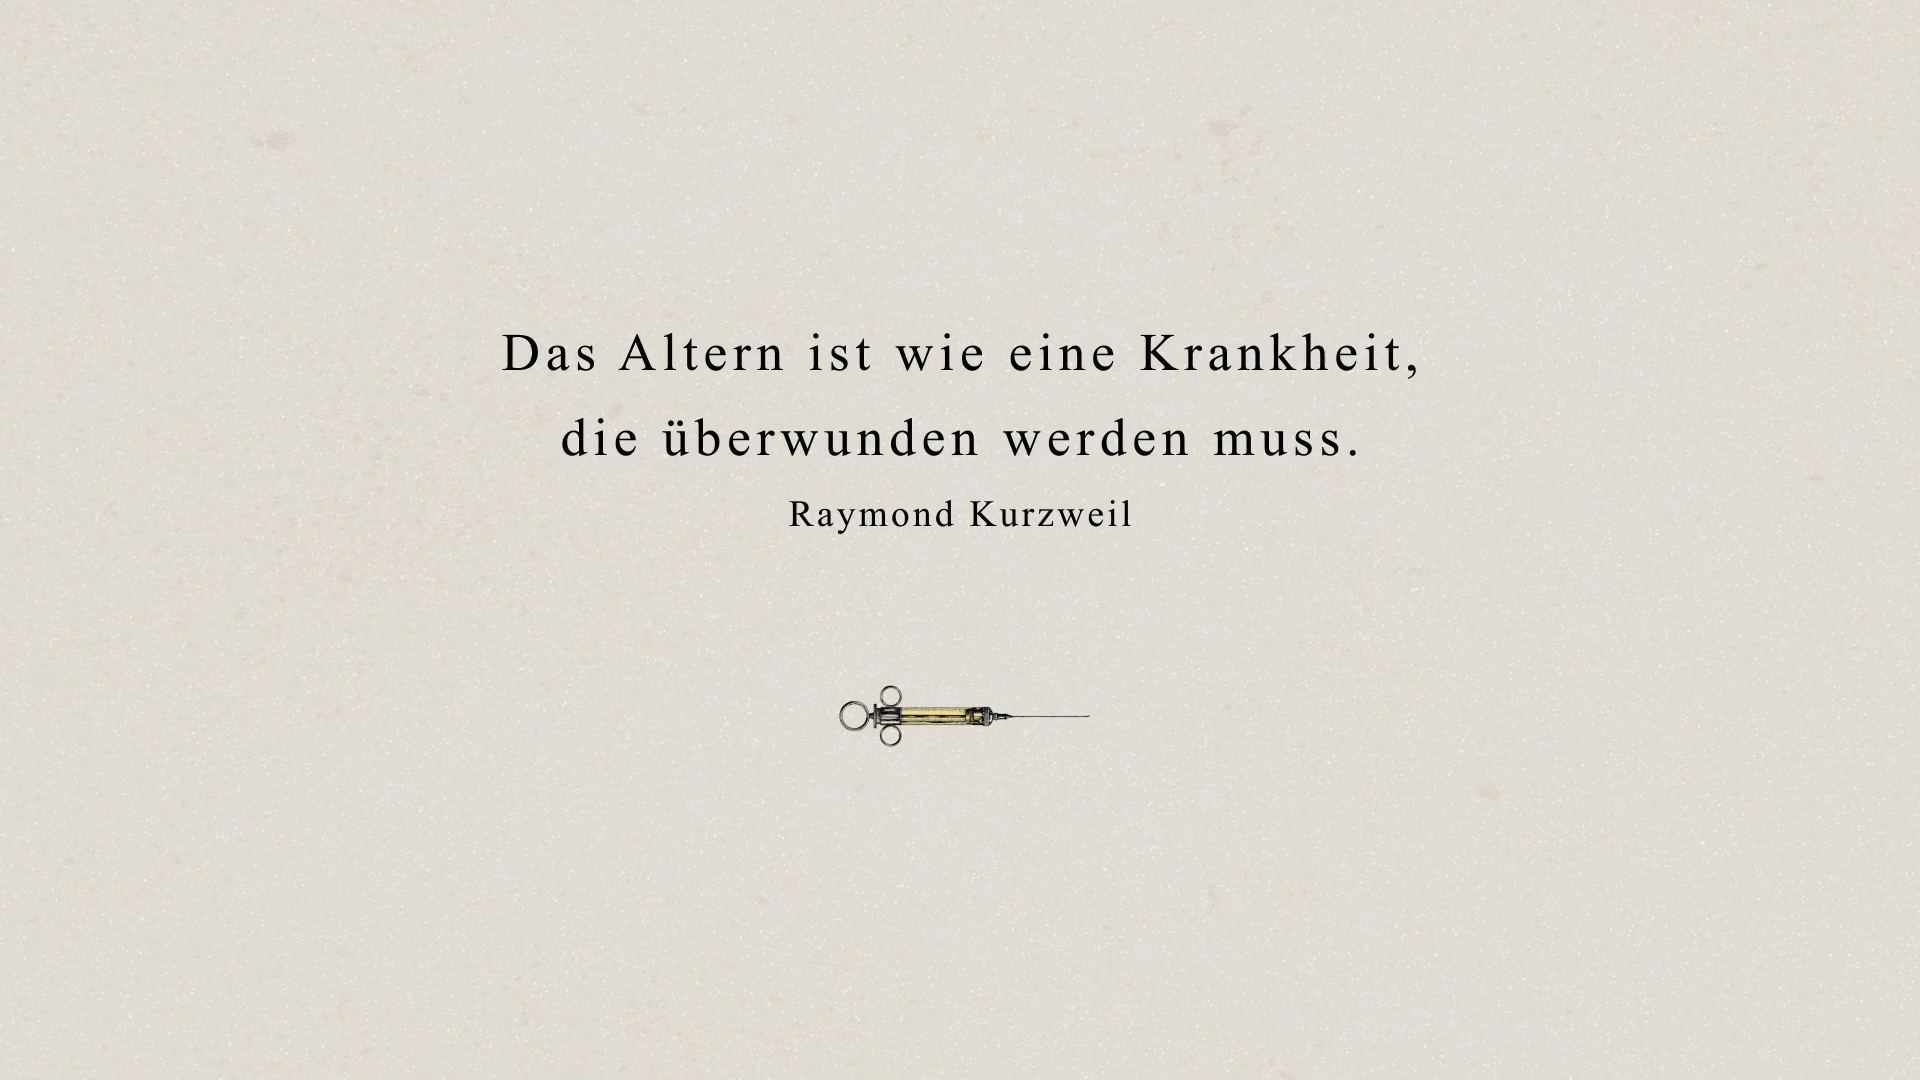 Das Altern ist wie eine Krankheit,
die überwunden werden muss.
Raymond Kurzweil